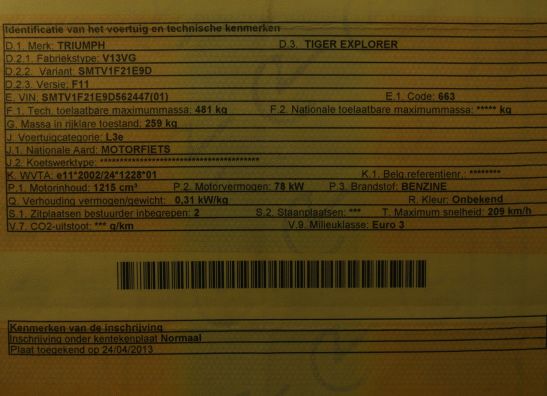 Identificatie van het voertuig en technische kenmerken
D.1. Merk: TRIUMPH D.3. TIGER EXPLORER
D.2.1. Fabriekstype: V13VG
D.2.2. Variant: SMTV1F21E9D
D.2.3. Versie: F11
E. VIN: SMTV1F21E9D562447(01) E.1. Code: 663
F.1. Tech. toelaatbare maximummassa: 481 kg F.2. Nationale toelaatbare maximummassa: ***** kg
G. Massa in rijklare toestand: 259 kg
J. Voertuigcategorie: L3e
J.1. Nationale Aard: MOTORFIETS
J.2. Koetswerktype: ****************************************
K. WVTA: e11*2002/24*1228*01 K.1. Belg.referentienr.: ********
P.1. Motorinhoud: 1215 cm³ P.2. Motorvermogen: 78 kW P.3. Brandstof: BENZINE
Q. Verhouding vermogen/gewicht: 0,31 kW/kg R. Kleur: Onbekend
S.1. Zitplaatsen bestuurder inbegrepen: 2 S.2. Staanplaatsen: *** T. Maximum snelheid: 209 km/h
V.7. CO2-uitstoot: *** g/km V.9. Milieuklasse: Euro 3
Kenmerken van de inschrijving
Inschrijving onder kentekenplaat Normaal
Plaat toegekend op 24/04/2013